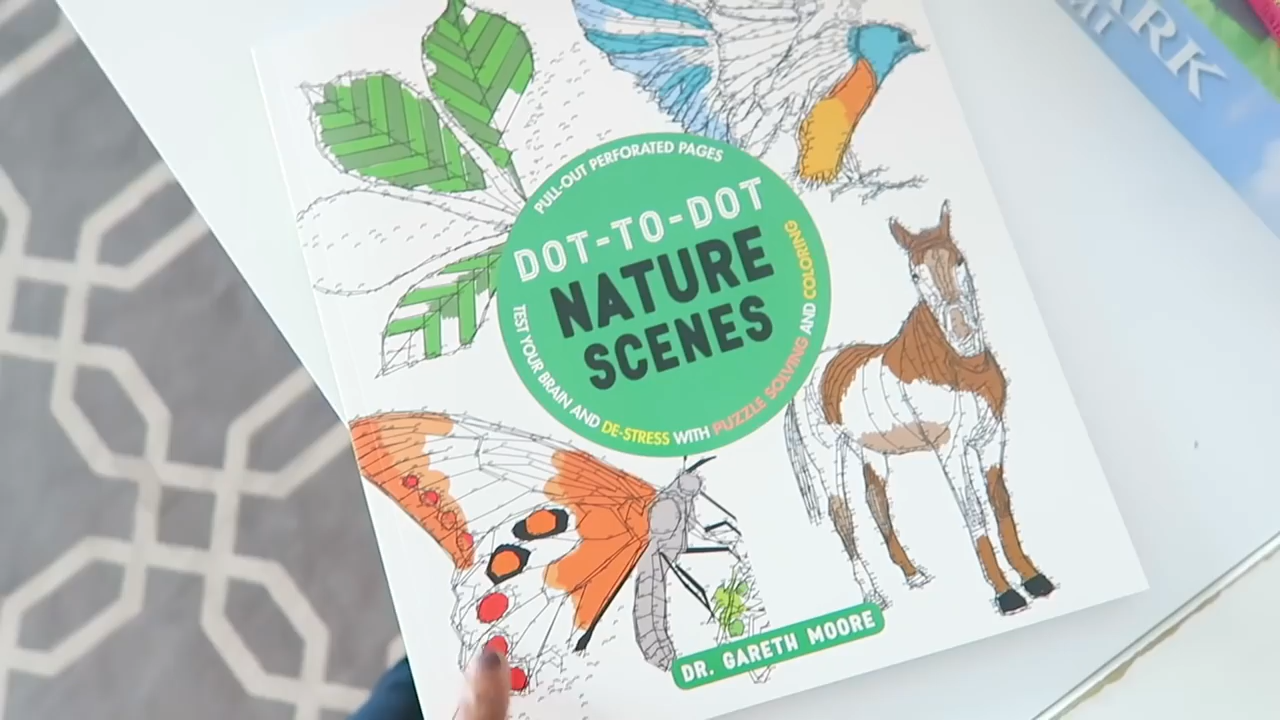 PULL-OUT PERFORATED PAGES
DOT-TO-DOT
NATURE
SCENES
TEST YOUR BRAIN AND DE-STRESS WITH PUZZLE SOLVING AND COLORING
DR. GARETH MOORE
ARK